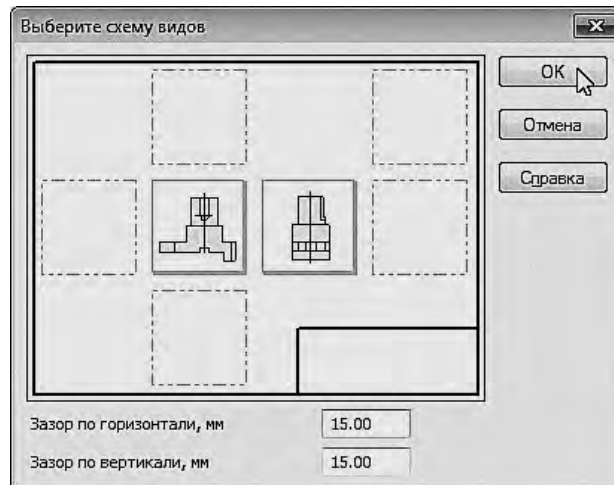 Выберите схему видов
OK
Отмена
Справка
Зазор по горизонтали, мм 15.00
Зазор по вертикали, мм 15.00